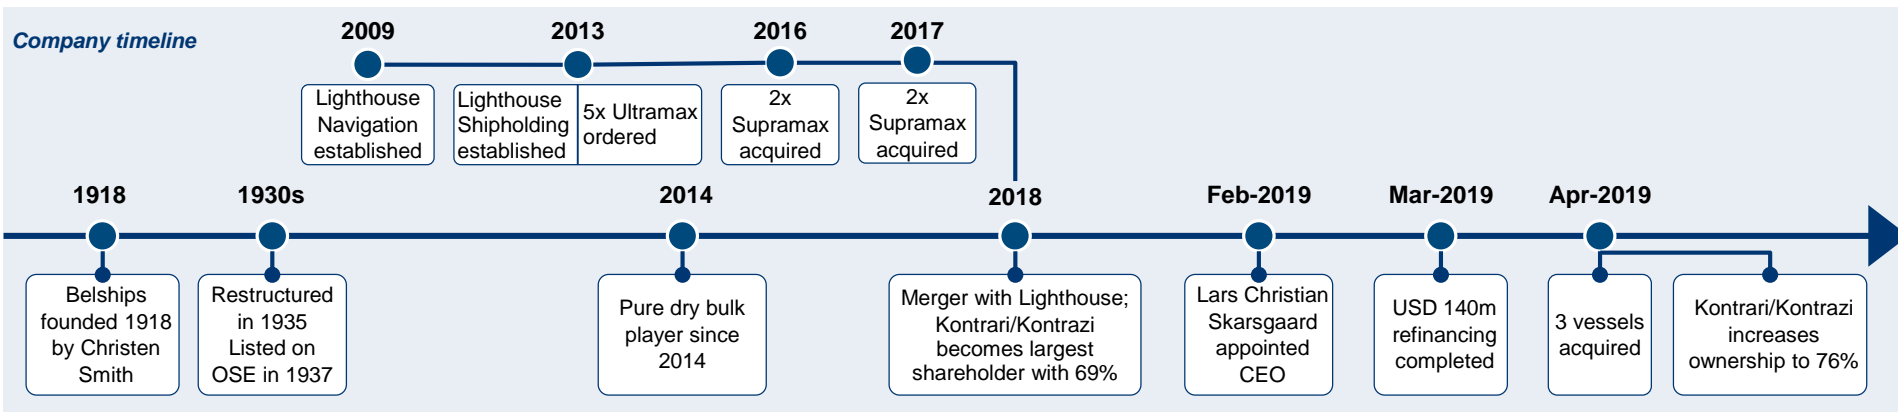 Company timeline
2009
2013
2016
2017
Lighthouse
Navigation
established
Lighthouse
Shipholding
established
5x Ultramax
ordered
2x
Supramax
acquired
2x
Supramax
acquired
1918
1930s
2014
2018
Feb-2019
Mar-2019
Apr-2019
Belships
founded 1918
by Christen
Smith
Restructured
in 1935
Listed on
OSE in 1937
Pure dry bulk
player since
2014
Merger with Lighthouse;
Kontrari/Kontrazi
becomes largest
shareholder with 69%
Lars Christian
Skarsgaard
appointed
CEO
USD 140m
refinancing
completed
3 vessels
acquired
Kontrari/Kontrazi
increases
ownership to 76%